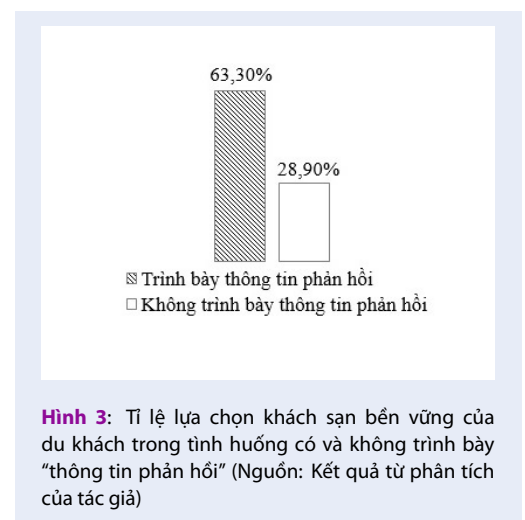 63,30%
28,90%
Trình bày thông tin phản hồi
Không trình bày thông tin phản hồi
Hình 3: Tỉ lệ lựa chọn khách sạn bền vững của
du khách trong tình huống có và không trình bày
“thông tin phản hồi” (Nguồn: Kết quả từ phân tích
của tác giả)